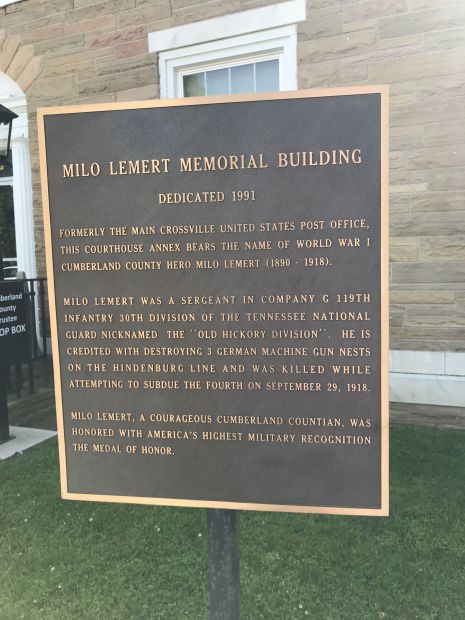 MILO LEMERT MEMORIAL BUILDING
DEDICATED 1991
FORMERLY THE MAIN CROSSVILLE UNITED STATES POST OFFICE,
THIS COURTHOUSE ANNEX BEARS THE NAME OF WORLD WAR I
CUMBERLAND COUNTY HERO MILO LEMERT (1890 - 1918).
MILO LEMERT WAS A SERGEANT IN COMPANY G 119TH
INFANTRY 30TH DIVISION OF THE TENNESSEE NATIONAL
GUARD NICKNAMED THE "OLD HICKORY DIVISION". HE IS
CREDITED WITH DESTROYING 3 GERMAN MACHINE GUN NESTS
ON THE HINDENBURG LINE AND WAS KILLED WHILE
ATTEMPTING TO SUBDUE THE FOURTH ON SEPTEMBER 29, 1918.
MILO LEMERT, A COURAGEOUS CUMBERLAND COUNTIAN, WAS
HONORED WITH AMERICA'S HIGHEST MILITARY RECOGNITION
THE MEDAL OF HONOR.
mberland
ounty
rustee
OP BOX